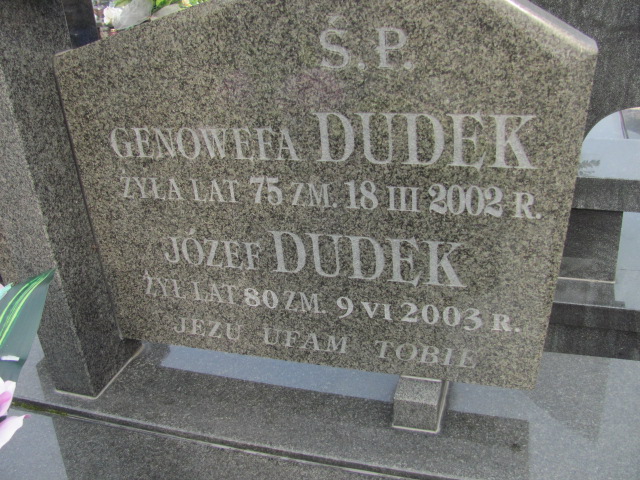 Ś.P.
GENOWEFA DUDEK
ŻYŁA LAT 75 ZM. 18 III 2002 R.
JÓZEF DUDEK
ŻYŁ LAT 80 ZM. 9 VI 2003 R.
JEZU UFAM TOBIE